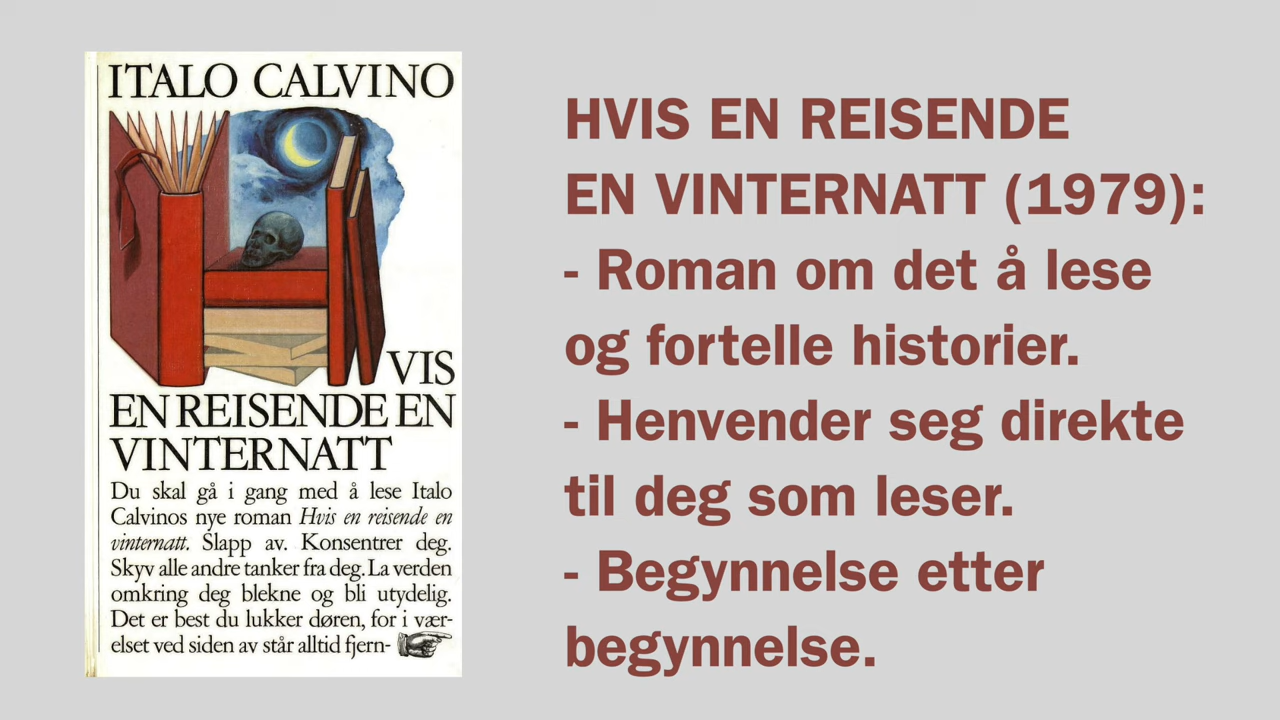 ITALO CALVINO
HVIS
EN REISENDE EN
VINTERNATT
Du skal gå i gang med å lese Italo
Calvinos nye roman Hvis en reisende en
vinternatt. Slapp av. Konsentrer deg.
Skyv alle andre tanker fra deg. La verden
omkring deg blekne og bli utydelig.
Det er best du lukker døren, for i vær-
elset ved siden av står alltid fjern-
HVIS EN REISENDE
EN VINTERNATT (1979):
- Roman om det å lese
og fortelle historier.
- Henvender seg direkte
til deg som leser.
- Begynnelse etter
begynnelse.